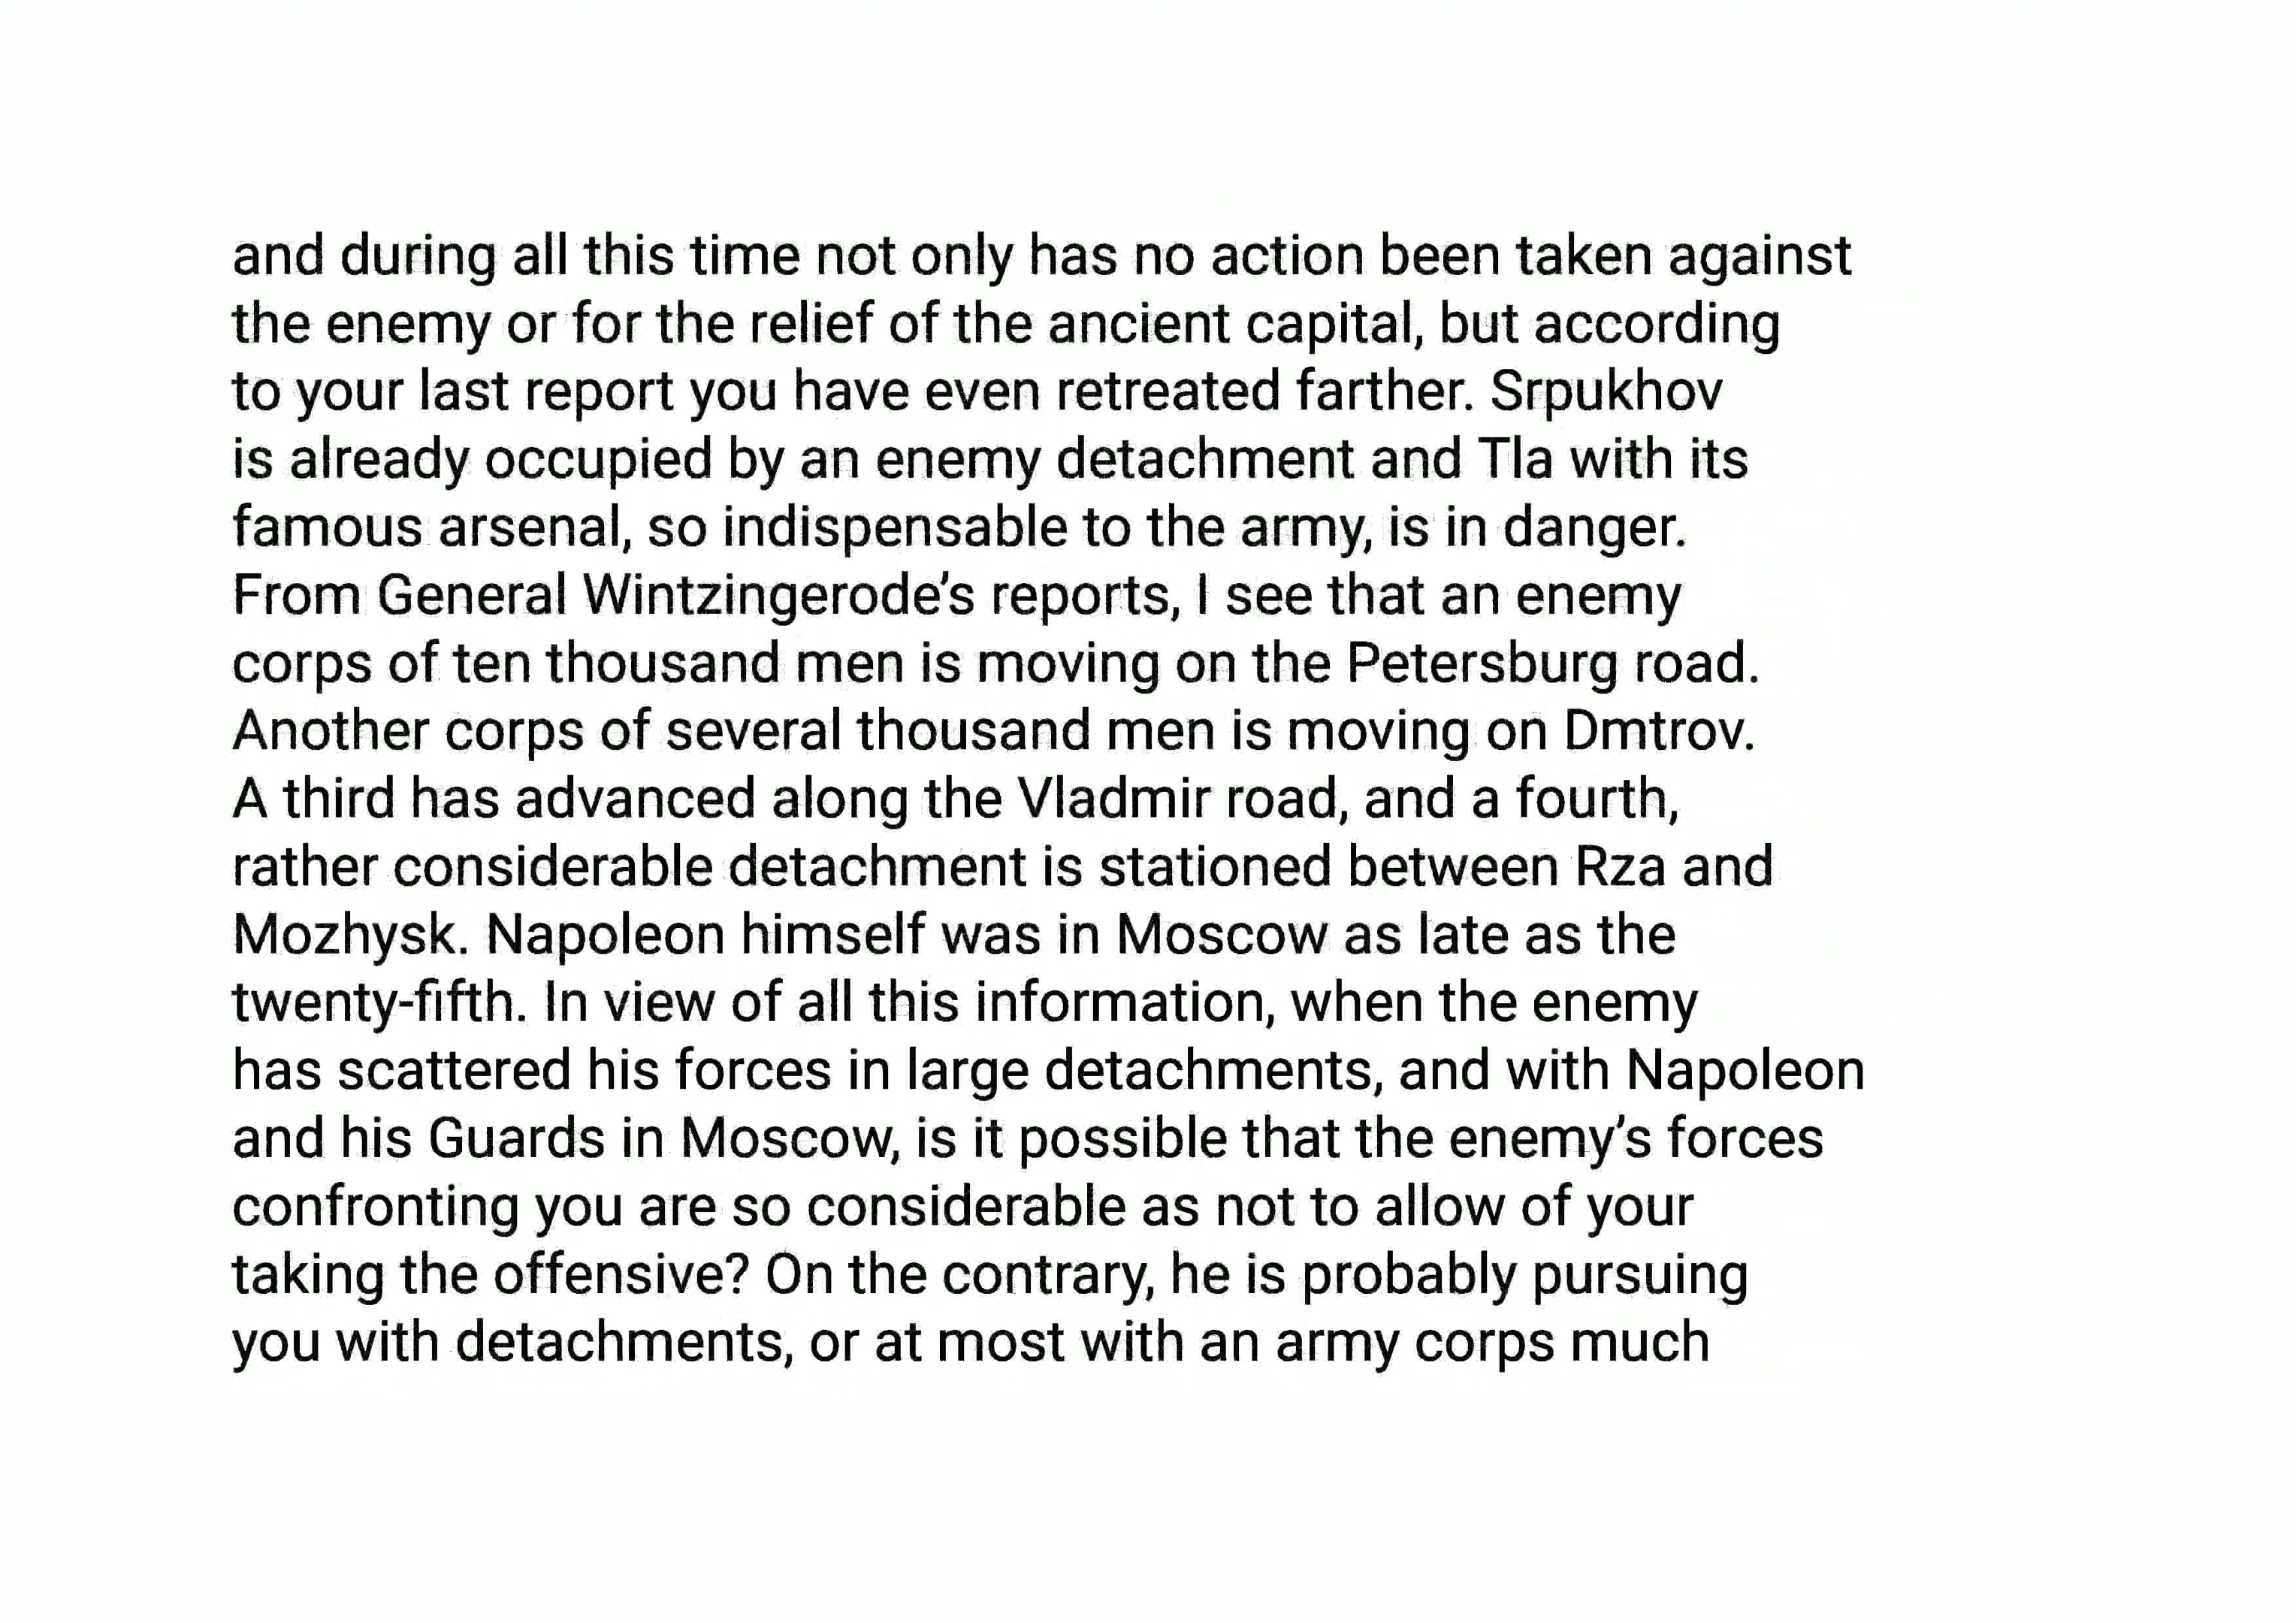 and during all this time not only has no action been taken against
the enemy or for the relief of the ancient capital, but according
to your last report you have even retreated farther. Srpukhov
is already occupied by an enemy detachment and Tla with its
famous arsenal, so indispensable to the army, is in danger.
From General Wintzingerode’s reports, I see that an enemy
corps of ten thousand men is moving on the Petersburg road.
Another corps of several thousand men is moving on Dmtrov.
A third has advanced along the Vladmir road, and a fourth,
rather considerable detachment is stationed between Rza and
Mozhysk. Napoleon himself was in Moscow as late as the
twenty-fifth. In view of all this information, when the enemy
has scattered his forces in large detachments, and with Napoleon
and his Guards in Moscow, is it possible that the enemy’s forces
confronting you are so considerable as not to allow of your
taking the offensive? On the contrary, he is probably pursuing
you with detachments, or at most with an army corps much